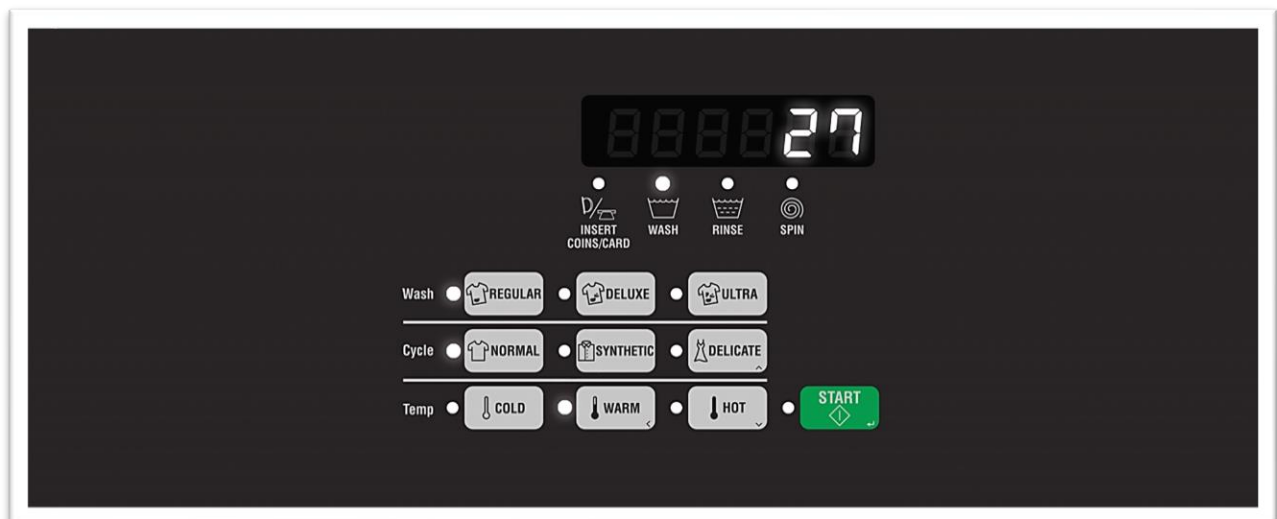 27
INSERT COINS/CARD
WASH
RINSE
SPIN
Wash REGULAR DELUXE ULTRA
Cycle NORMAL SYNTHETIC DELICATE
Temp COLD WARM HOT START